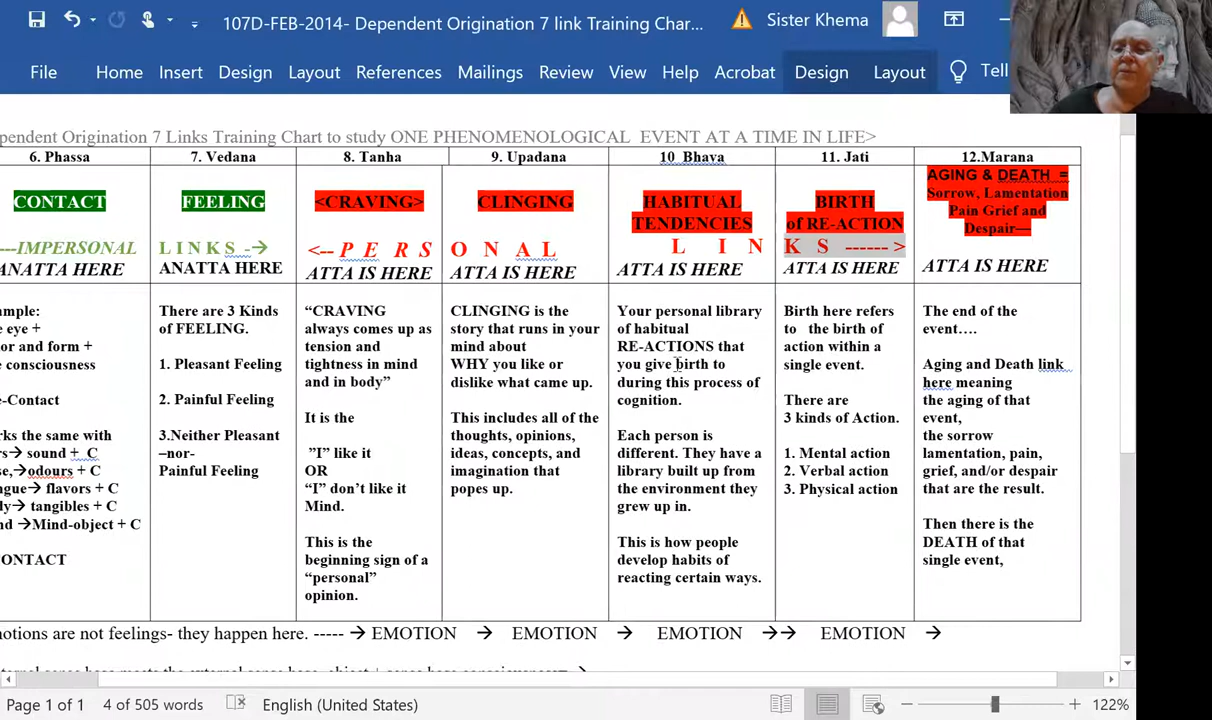 107D-FEB-2014- Dependent Origination 7 link Training Char...
Sister Khema
File Home Insert Design Layout References Mailings Review View Help Acrobat Design Layout Tell
pendent Origination 7 Links Training Chart to study ONE PHENOMENOLOGICAL EVENT AT A TIME IN LIFE>
6. Phassa
CONTACT
---IMPERSONAL
ANATTA HERE
ample:
e eye +
or and form +
e consciousness
e-Contact
rks the same with
rs→ sound + C
se,→odours + C
ngue→ flavors + C
dy→ tangibles + C
nd →Mind-object + C
CONTACT
7. Vedana
FEELING
L I N K S -→
ANATTA HERE
There are 3 Kinds
of FEELING.
1. Pleasant Feeling
2. Painful Feeling
3.Neither Pleasant
–nor-
Painful Feeling
8. Tanha
<CRAVING>
<-- P E R S
ATTA IS HERE
“CRAVING
always comes up as
tension and
tightness in mind
and in body”
It is the
”I” like it
OR
“I” don’t like it
Mind.
This is the
beginning sign of a
“personal”
opinion.
9. Upadana
CLINGING
O N A L
ATTA IS HERE
CLINGING is the
story that runs in your
mind about
WHY you like or
dislike what came up.
This includes all of the
thoughts, opinions,
ideas, concepts, and
imagination that
popes up.
10 Bhava
HABITUAL
TENDENCIES
L I N
ATTA IS HERE
Your personal library
of habitual
RE-ACTIONS that
you give birth to
during this process of
cognition.
Each person is
different. They have a
library built up from
the environment they
grew up in.
This is how people
develop habits of
reacting certain ways.
11. Jati
BIRTH
of RE-ACTION
K S ------ >
ATTA IS HERE
Birth here refers
to the birth of
action within a
single event.
There are
3 kinds of Action.
1. Mental action
2. Verbal action
3. Physical action
12.Marana
AGING & DEATH =
Sorrow, Lamentation
Pain Grief and
Despair—
ATTA IS HERE
The end of the
event….
Aging and Death link
here meaning
the aging of that
event,
the sorrow
lamentation, pain,
grief, and/or despair
that are the result.
Then there is the
DEATH of that
single event,
notions are not feelings- they happen here. ----- → EMOTION → EMOTION → EMOTION →→ EMOTION →
Page 1 of 1 4 of 505 words English (United States) 122%